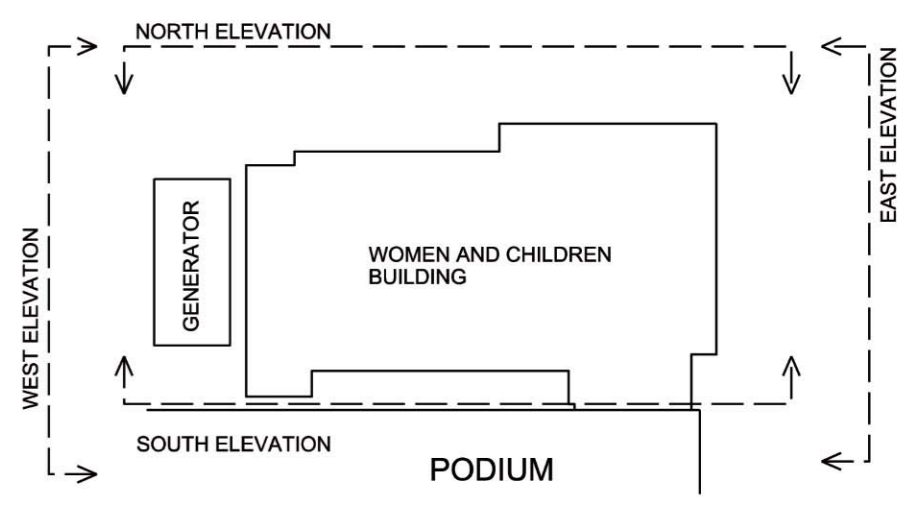 NORTH ELEVATION
EAST ELEVATION
GENERATOR
WOMEN AND CHILDREN
BUILDING
WEST ELEVATION
SOUTH ELEVATION
PODIUM